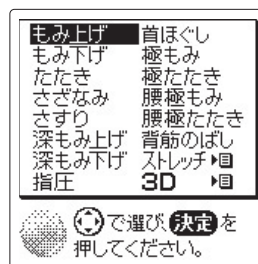 もみ上げ 首ほぐし
もみ下げ 極もみ
たたき 極たたき
さざなみ 腰極もみ
さすり 腰極たたき
深もみ上げ 背筋のばし
深もみ下げ ストレッチ
指圧 3D
で選び 決定 を
押してください。